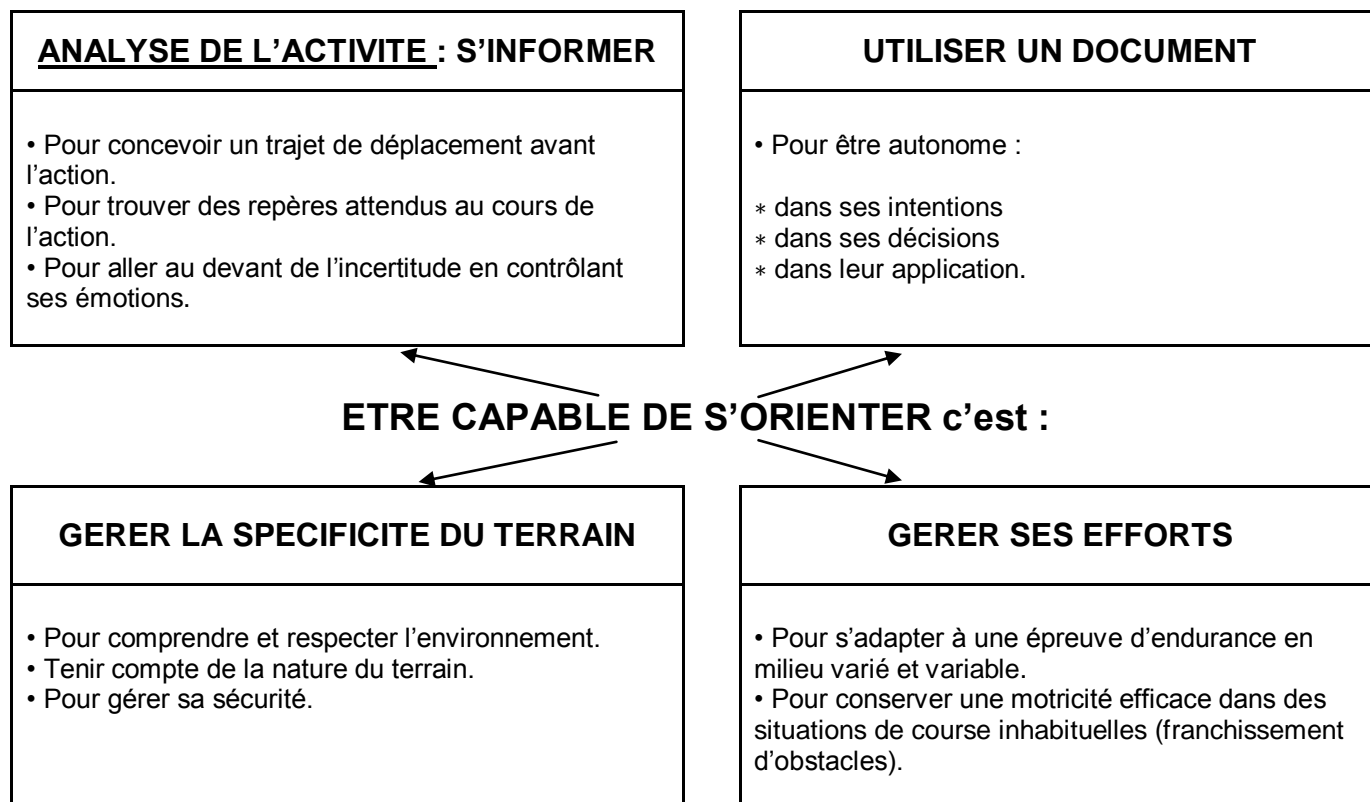 ANALYSE DE L’ACTIVITE : S’INFORMER
• Pour concevoir un trajet de déplacement avant
l’action.
• Pour trouver des repères attendus au cours de
l’action.
• Pour aller au devant de l’incertitude en contrôlant
ses émotions.
UTILISER UN DOCUMENT
• Pour être autonome :
∗ dans ses intentions
∗ dans ses décisions
∗ dans leur application.
ETRE CAPABLE DE S’ORIENTER c’est :
GERER LA SPECIFICITE DU TERRAIN
• Pour comprendre et respecter l’environnement.
• Tenir compte de la nature du terrain.
• Pour gérer sa sécurité.
GERER SES EFFORTS
• Pour s’adapter à une épreuve d’endurance en
milieu varié et variable.
• Pour conserver une motricité efficace dans des
situations de course inhabituelles (franchissement
d’obstacles).